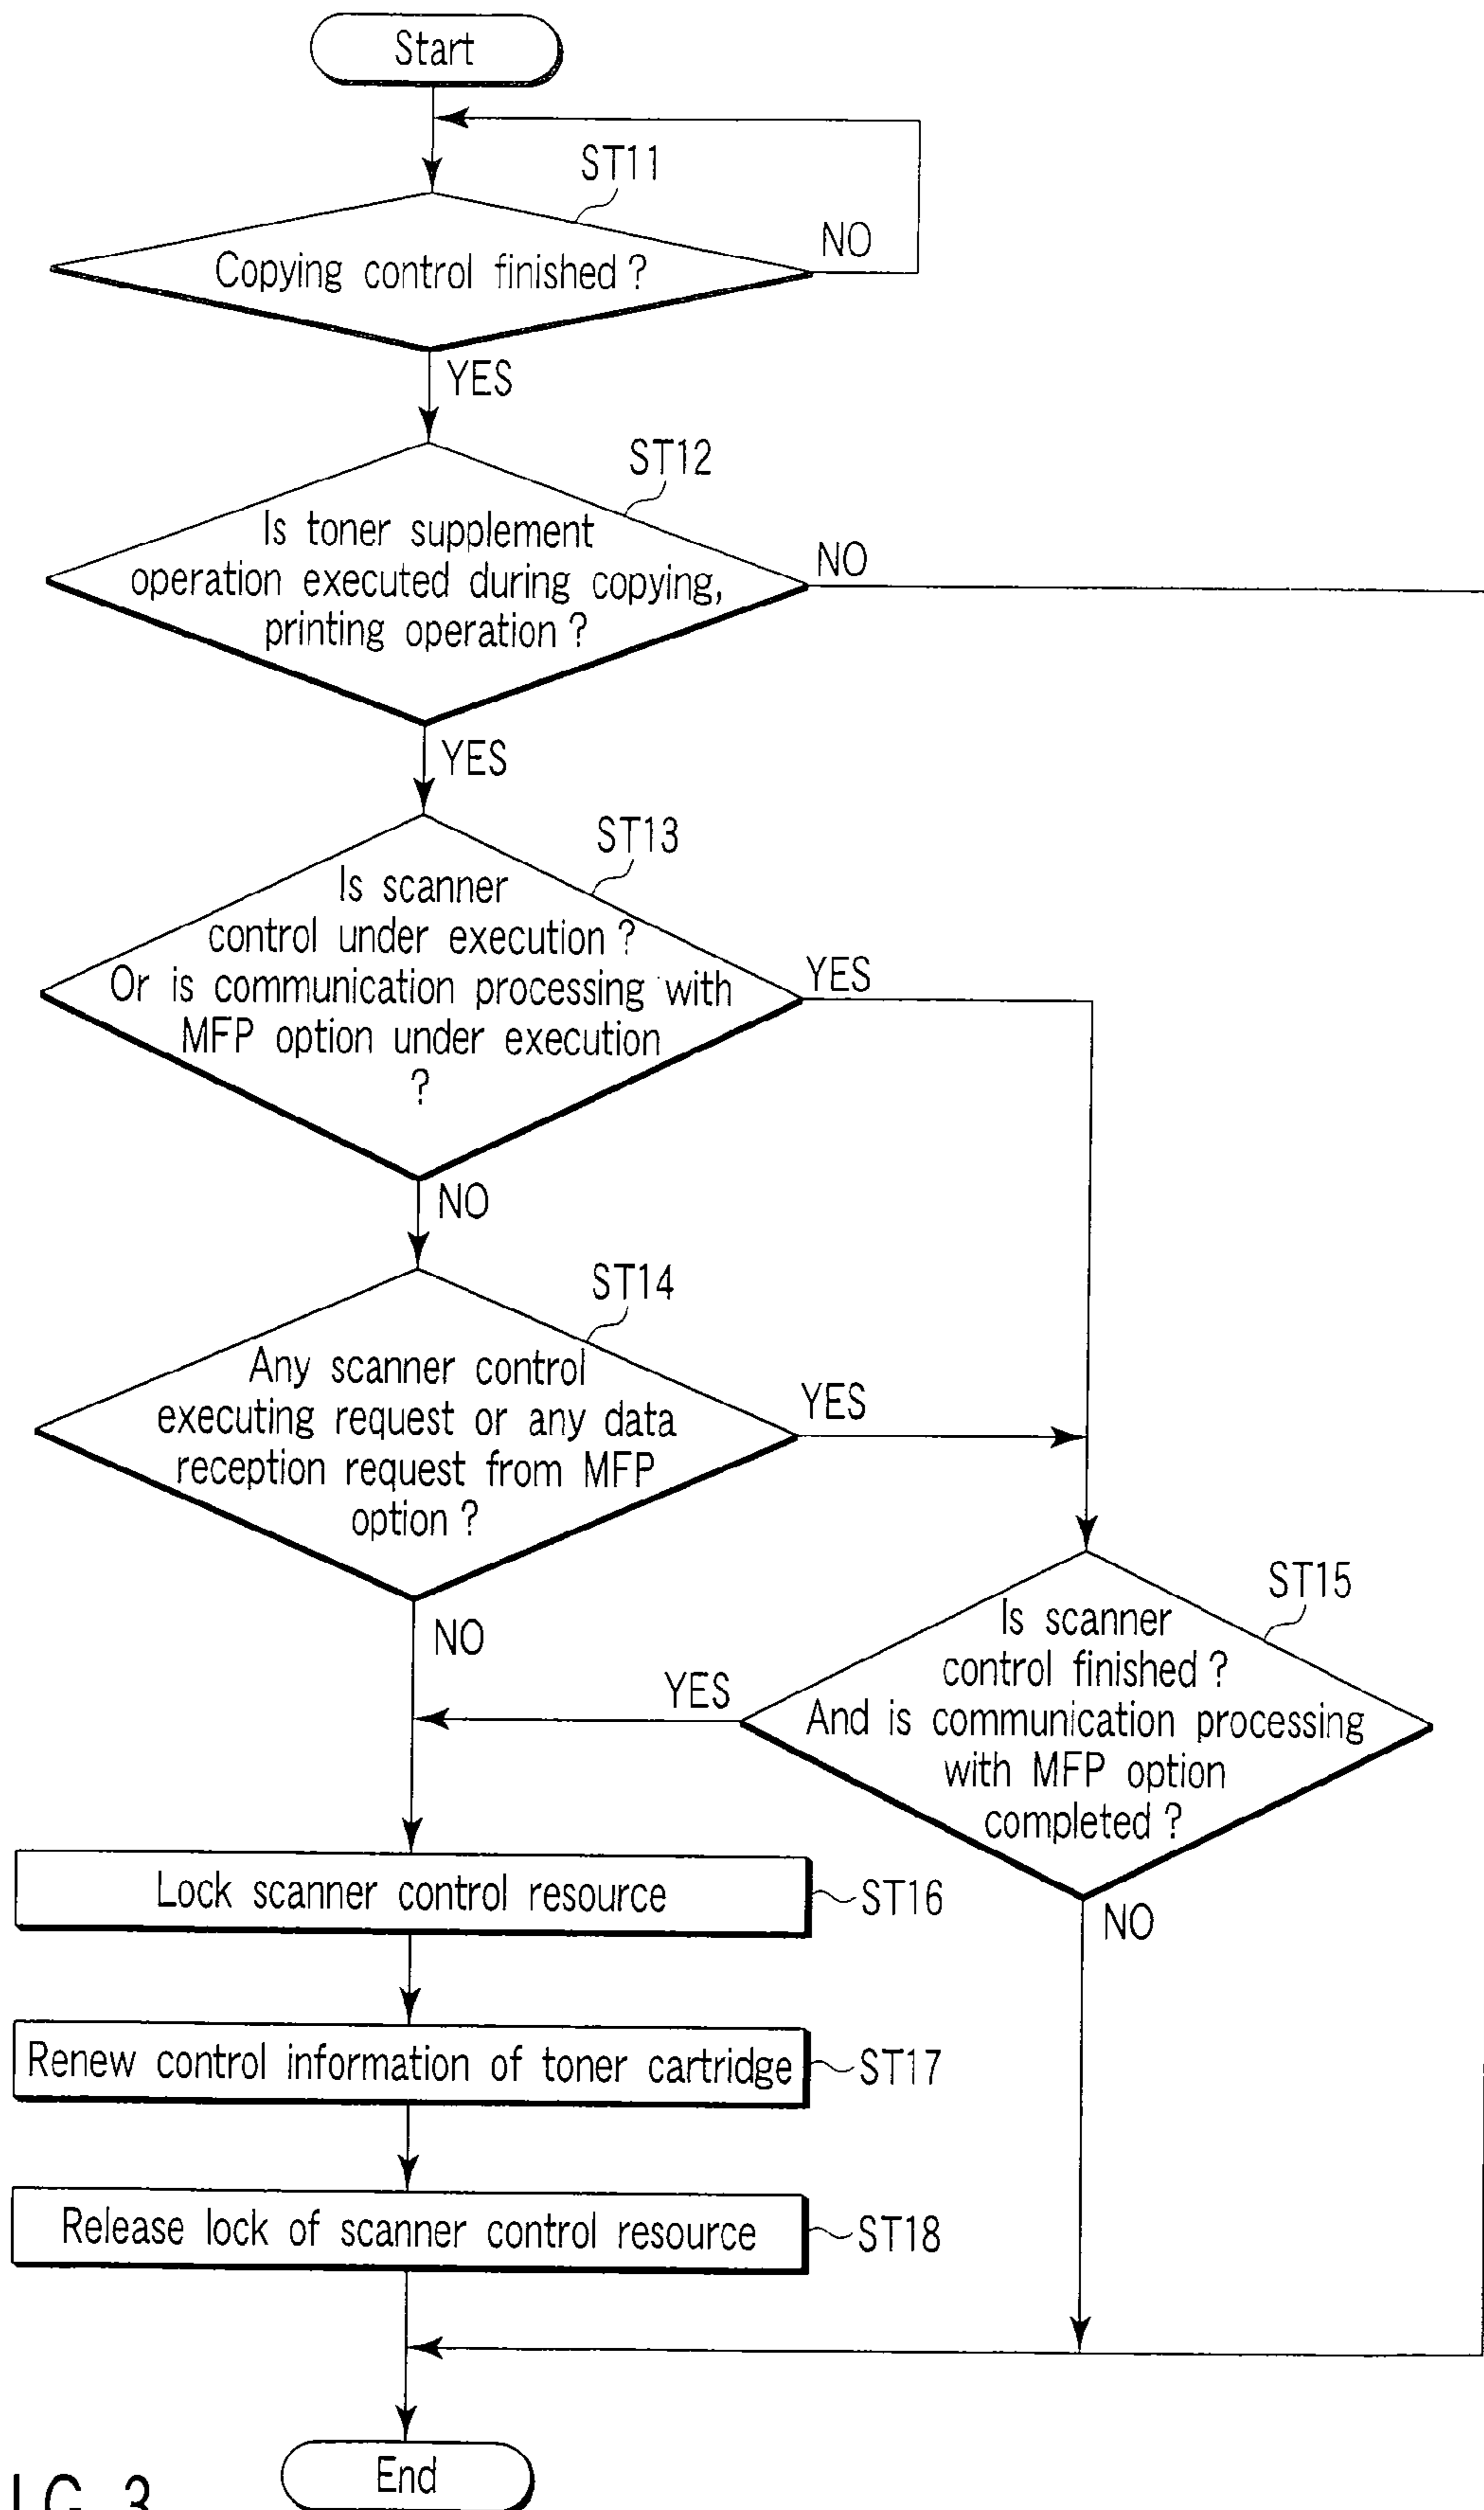 Start
ST11
NO
Copying control finished ?
YES
ST12
Is toner supplement
operation executed during copying,
printing operation ?
NO
YES
ST13
Is scanner
control under execution ?
Or is communication processing with
MFP option under execution
?
YES
NO
ST14
Any scanner control
executing request or any data
reception request from MFP
option ?
YES
NO
ST15
Is scanner
control finished ?
And is communication processing
with MFP option
completed ?
YES
NO
Lock scanner control resource
ST16
Renew control information of toner cartridge
ST17
Release lock of scanner control resource
ST18
End
IG. 3